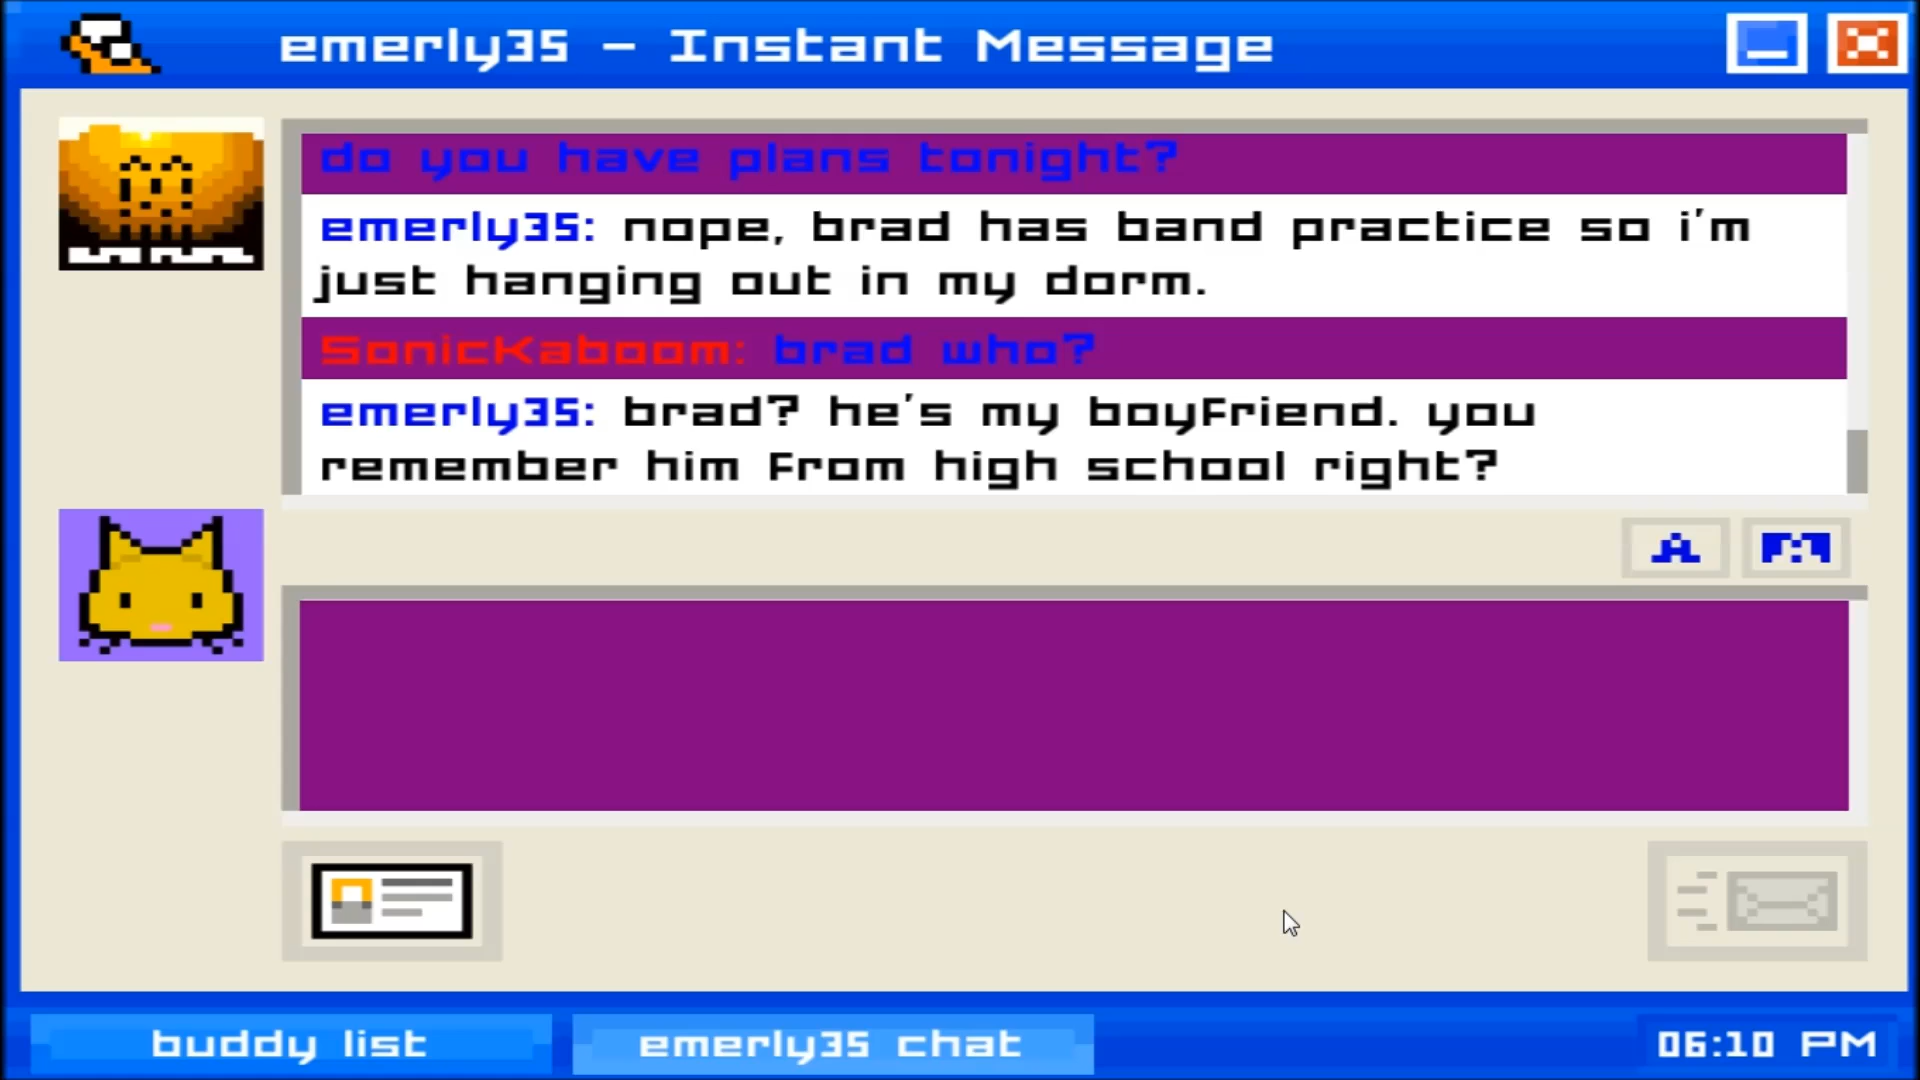 emerly35 - Instant Message
do you have plans tonight?
emerly35: nope, brad has band practice so i'm
just hanging out in my dorm.
SonicKaboom: brad who?
emerly35: brad? he's my boyfriend. you
remember him from high school right?
A
buddy list
emerly35 chat
06:10 PM